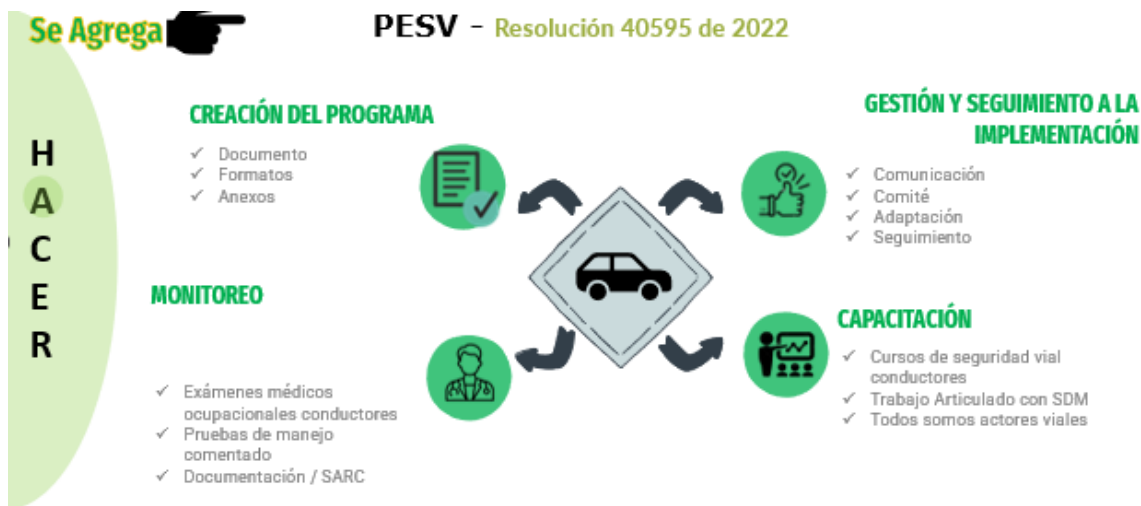 Se Agrega
PESV - Resolución 40595 de 2022
HACER
CREACIÓN DEL PROGRAMA
✓ Documento
✓ Formatos
✓ Anexos
GESTIÓN Y SEGUIMIENTO A LA
IMPLEMENTACIÓN
✓ Comunicación
✓ Comité
✓ Adaptación
✓ Seguimiento
MONITOREO
✓ Exámenes médicos
ocupacionales conductores
✓ Pruebas de manejo
comentado
✓ Documentación / SARC
CAPACITACIÓN
✓ Cursos de seguridad vial
conductores
✓ Trabajo Articulado con SDM
✓ Todos somos actores viales